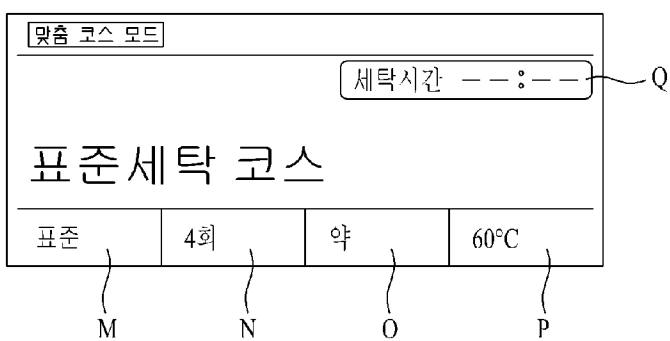 맞춤 코스 모드
세탁시간 --:-- Q
표준세탁 코스
표준 4회 약 60°C
M N O P